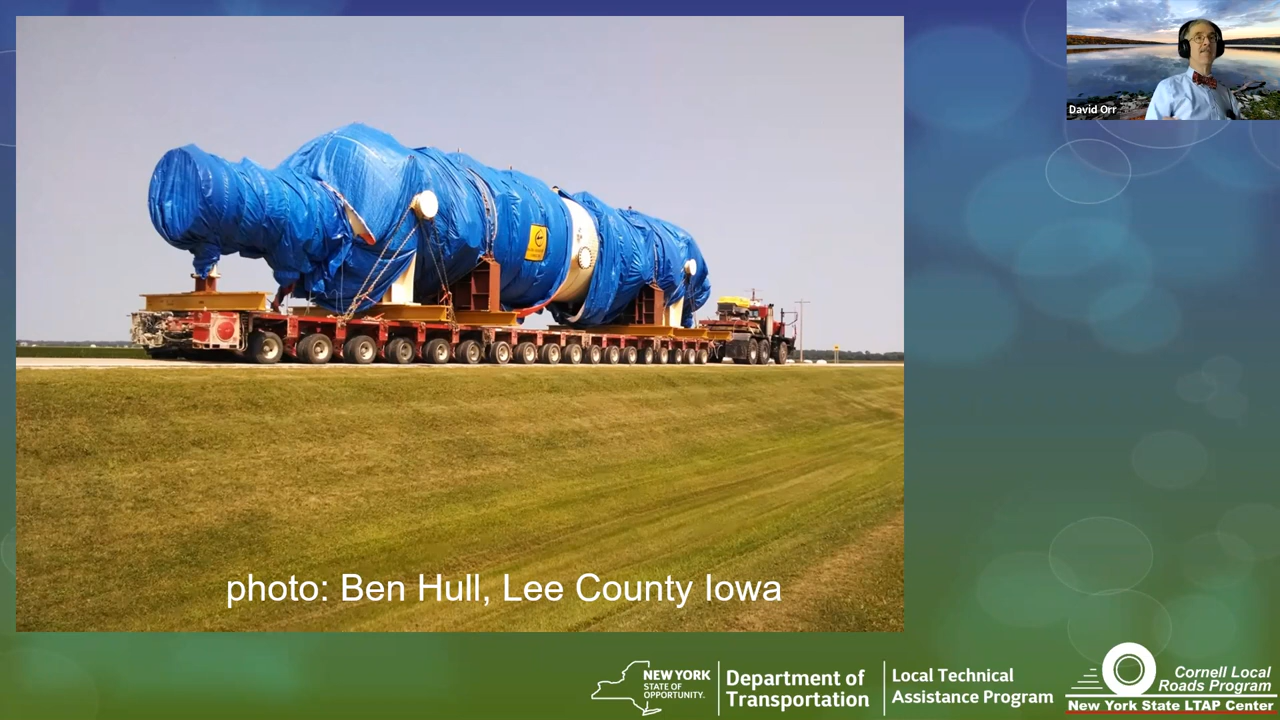 David Orr
photo: Ben Hull, Lee County Iowa
NEW YORK
STATE OF
OPPORTUNITY.
Department of
Transportation
Local Technical
Assistance Program
Cornell Local
Roads Program
New York State LTAP Center